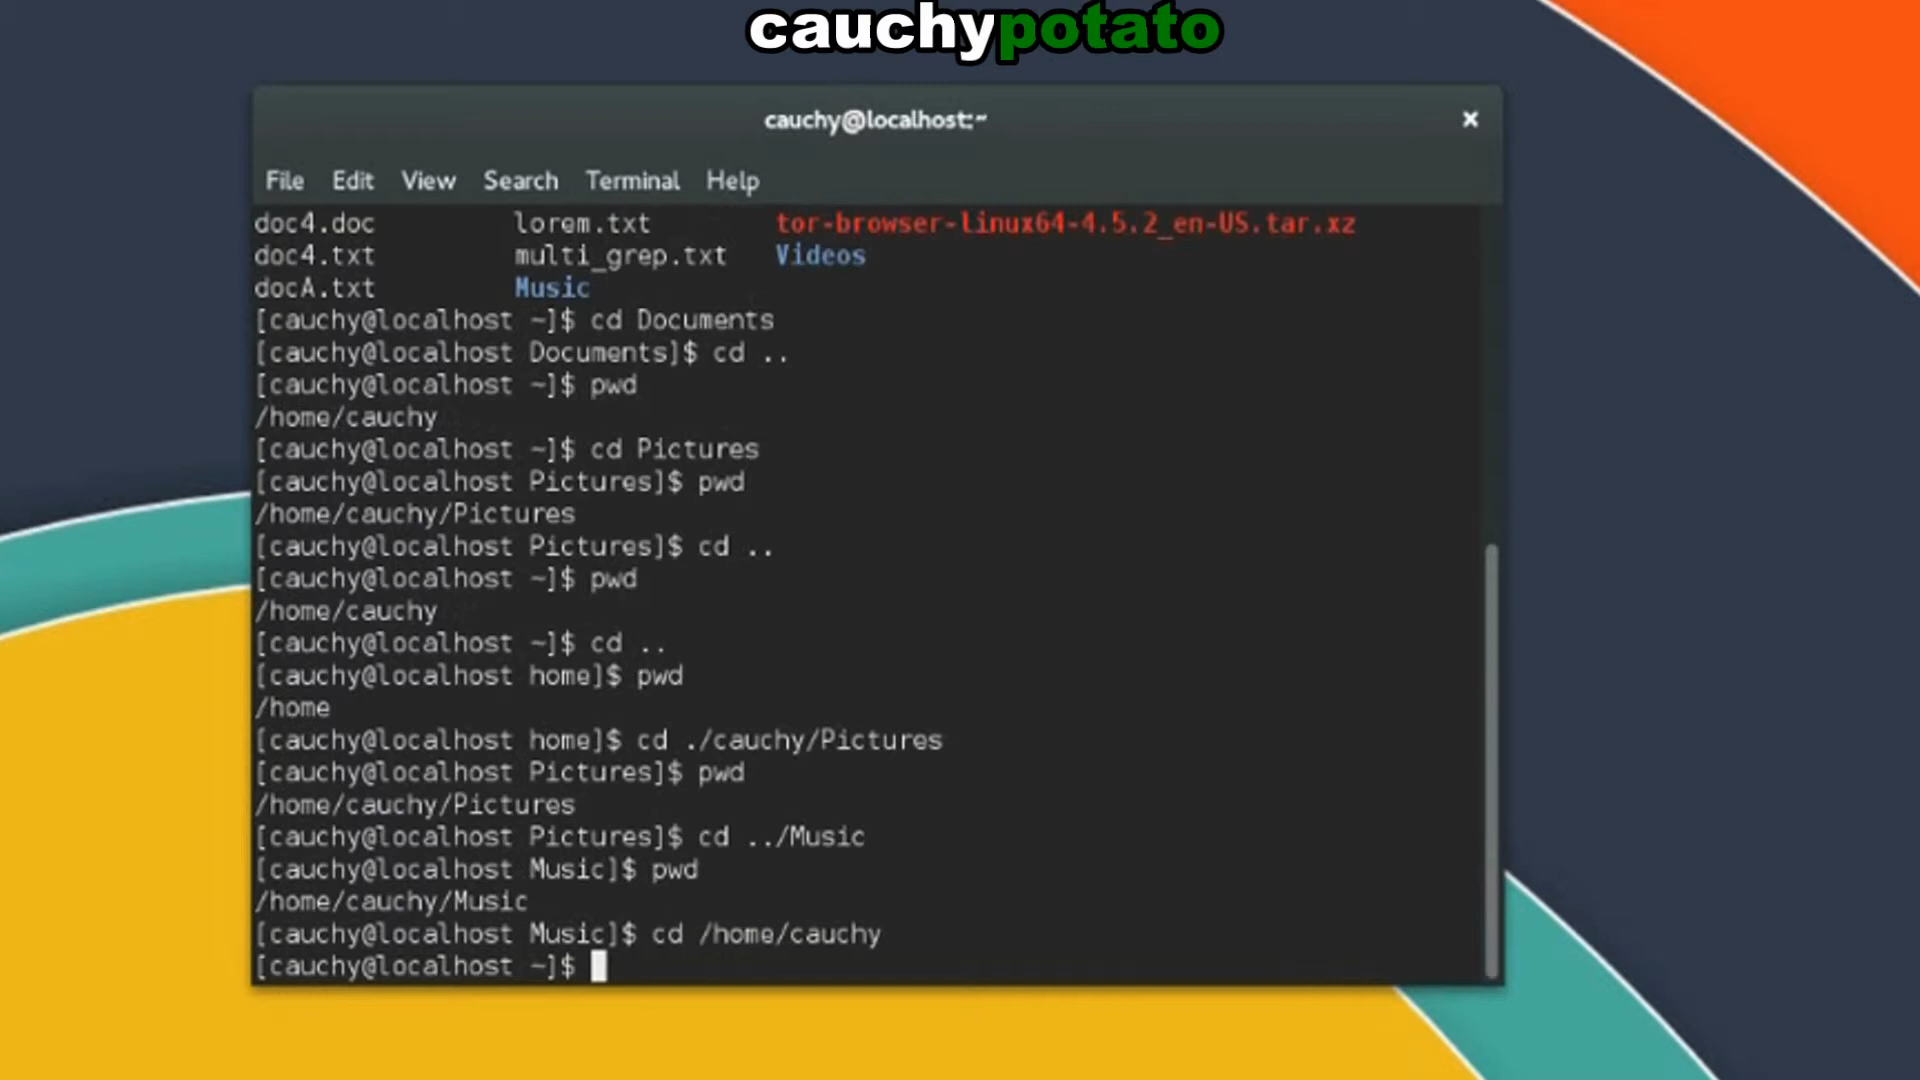 cauchypotato
cauchy@localhost:~
File Edit View Search Terminal Help
doc4.doc lorem.txt tor-browser-linux64-4.5.2_en-US.tar.xz
doc4.txt multi_grep.txt Videos
docA.txt Music
[cauchy@localhost ~]$ cd Documents
[cauchy@localhost Documents]$ cd ..
[cauchy@localhost ~]$ pwd
/home/cauchy
[cauchy@localhost ~]$ cd Pictures
[cauchy@localhost Pictures]$ pwd
/home/cauchy/Pictures
[cauchy@localhost Pictures]$ cd ..
[cauchy@localhost ~]$ pwd
/home/cauchy
[cauchy@localhost ~]$ cd ..
[cauchy@localhost home]$ pwd
/home
[cauchy@localhost home]$ cd ./cauchy/Pictures
[cauchy@localhost Pictures]$ pwd
/home/cauchy/Pictures
[cauchy@localhost Pictures]$ cd ../Music
[cauchy@localhost Music]$ pwd
/home/cauchy/Music
[cauchy@localhost Music]$ cd /home/cauchy
[cauchy@localhost ~]$